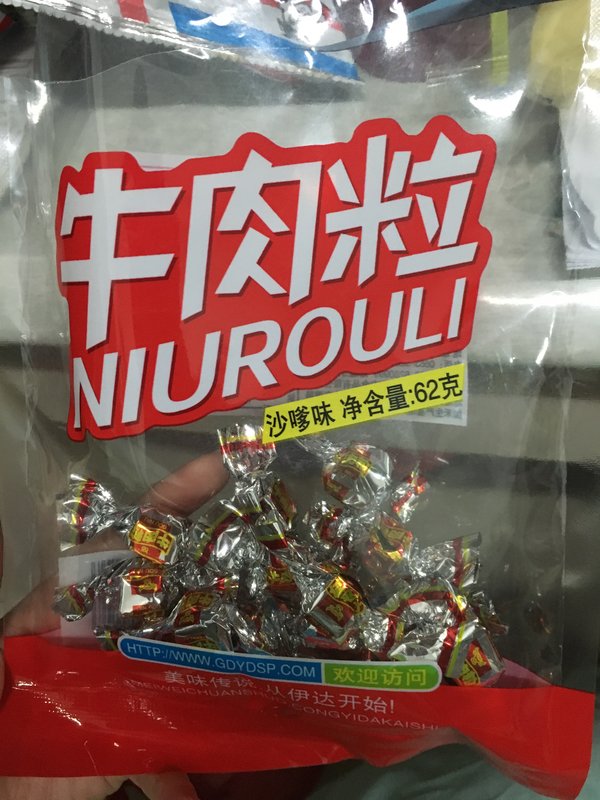 牛肉粒
NIUROULI
沙嗲味 净含量:62克
HTTP://WWW.GDYDSP.COM 欢迎访问
美味传说 从伊达开始!